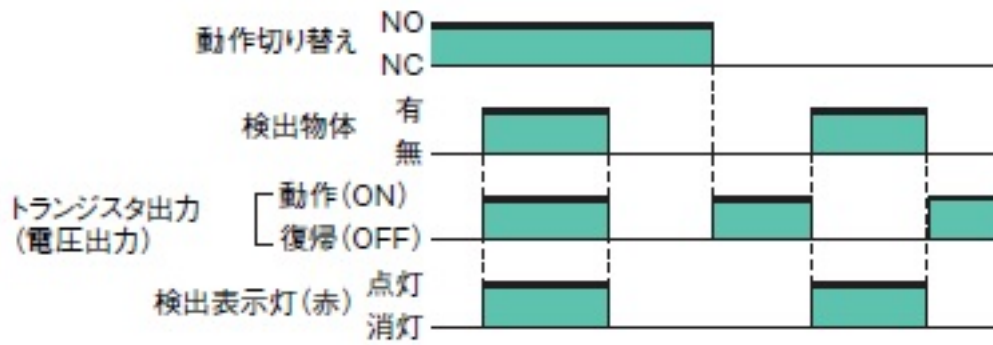 動作切り替え
NO
NC
検出物体
有
無
トランジスタ出力
(電圧出力)
動作(ON)
復帰(OFF)
検出表示灯(赤)
点灯
消灯